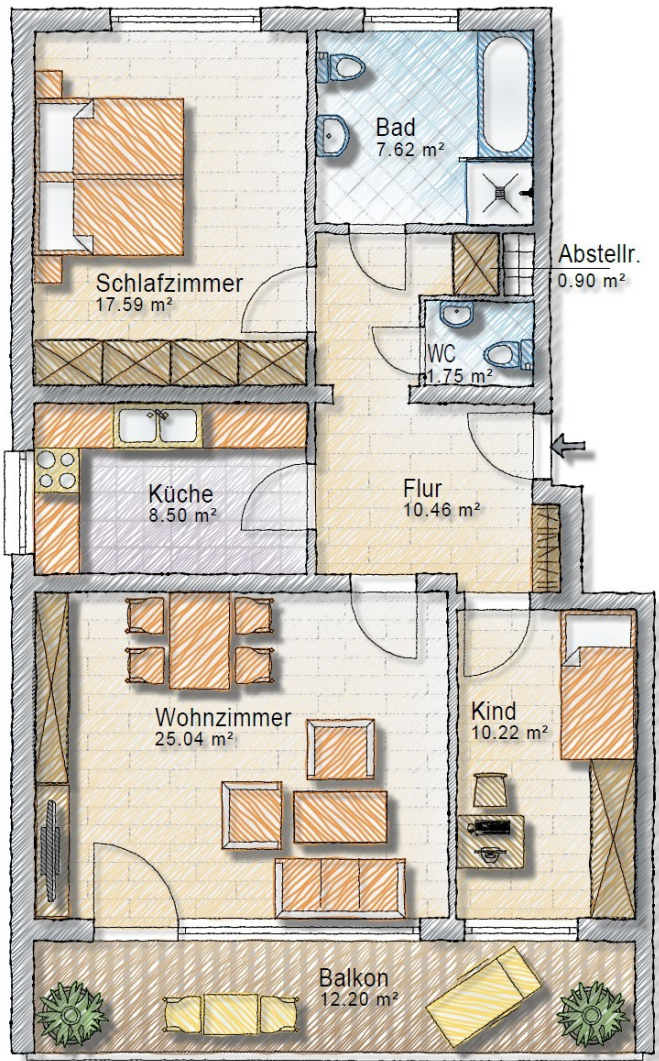 Bad
7.62 m²
Abstellr.
0.90 m²
Schlafzimmer
17.59 m²
WC
1.75 m²
Küche
8.50 m²
Flur
10.46 m²
Wohnzimmer
25.04 m²
Kind
10.22 m²
Balkon
12.20 m²